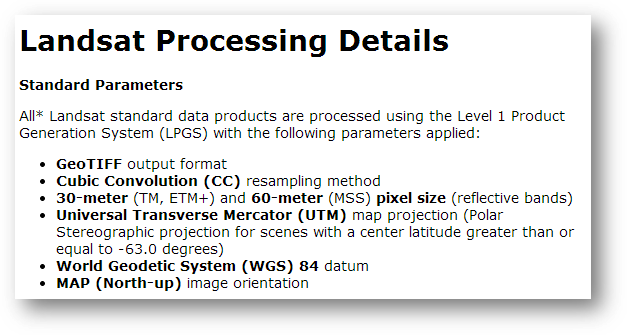 Landsat Processing Details
Standard Parameters
All* Landsat standard data products are processed using the Level 1 Product
Generation System (LPGS) with the following parameters applied:
• GeoTIFF output format
• Cubic Convolution (CC) resampling method
• 30-meter (TM, ETM+) and 60-meter (MSS) pixel size (reflective bands)
• Universal Transverse Mercator (UTM) map projection (Polar
Stereographic projection for scenes with a center latitude greater than or
equal to -63.0 degrees)
• World Geodetic System (WGS) 84 datum
• MAP (North-up) image orientation